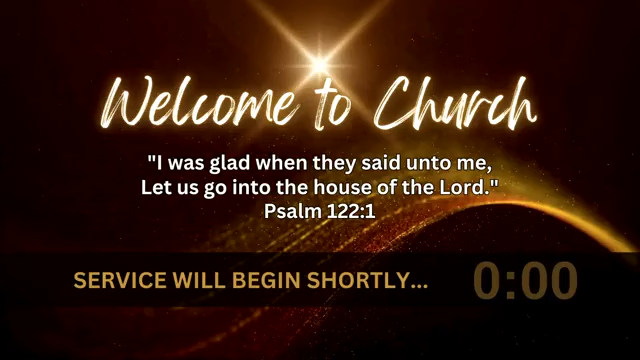 Welcome to Church
"I was glad when they said unto me,
Let us go into the house of the Lord."
Psalm 122:1
SERVICE WILL BEGIN SHORTLY... 0:00